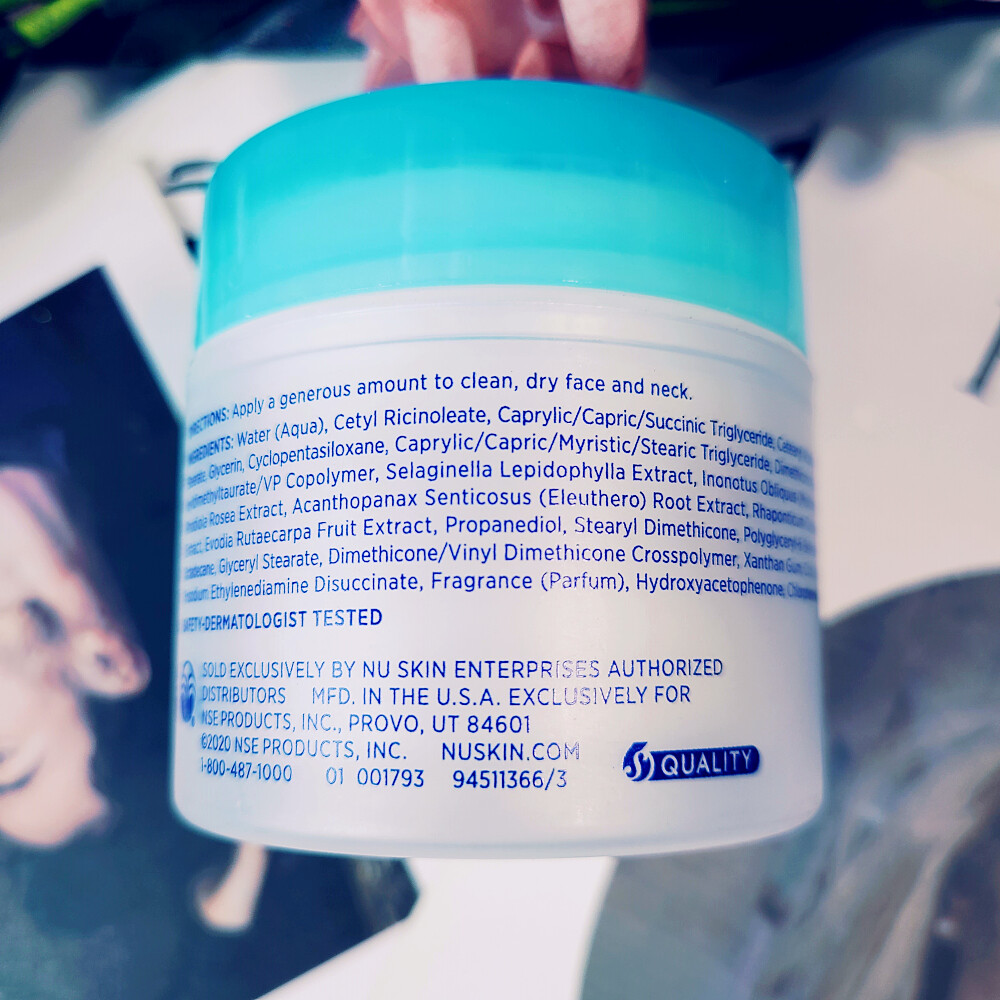 Apply a generous amount to clean, dry face and neck.
Water (Aqua), Cetyl Ricinoleate, Caprylic/Capric/Succinic Triglyceride,
Glycerin, Cyclopentasiloxane, Caprylic/Capric/Myristic/Stearic Triglyceride,
Copolymer, Selaginella Lepidophylla Extract, Inonotus
Rosea Extract, Acanthopanax Senticosus (Eleuthero) Root Extract,
Evodia Rutaecarpa Fruit Extract, Propanediol, Stearyl Dimethicone,
Glyceryl Stearate, Dimethicone/Vinyl Dimethicone Crosspolymer, Xanthan
Ethylenediamine Disuccinate, Fragrance (Parfum), Hydroxyacetophenone,
TESTED
SOLD EXCLUSIVELY BY NU SKIN ENTERPRISES AUTHORIZED
DISTRIBUTORS MFD. IN THE U.S.A. EXCLUSIVELY FOR
NSE PRODUCTS, INC., PROVO, UT 84601
©2020 NSE PRODUCTS, INC. NUSKIN.COM
1-800-487-1000 01 001793 94511366/3
QUALITY